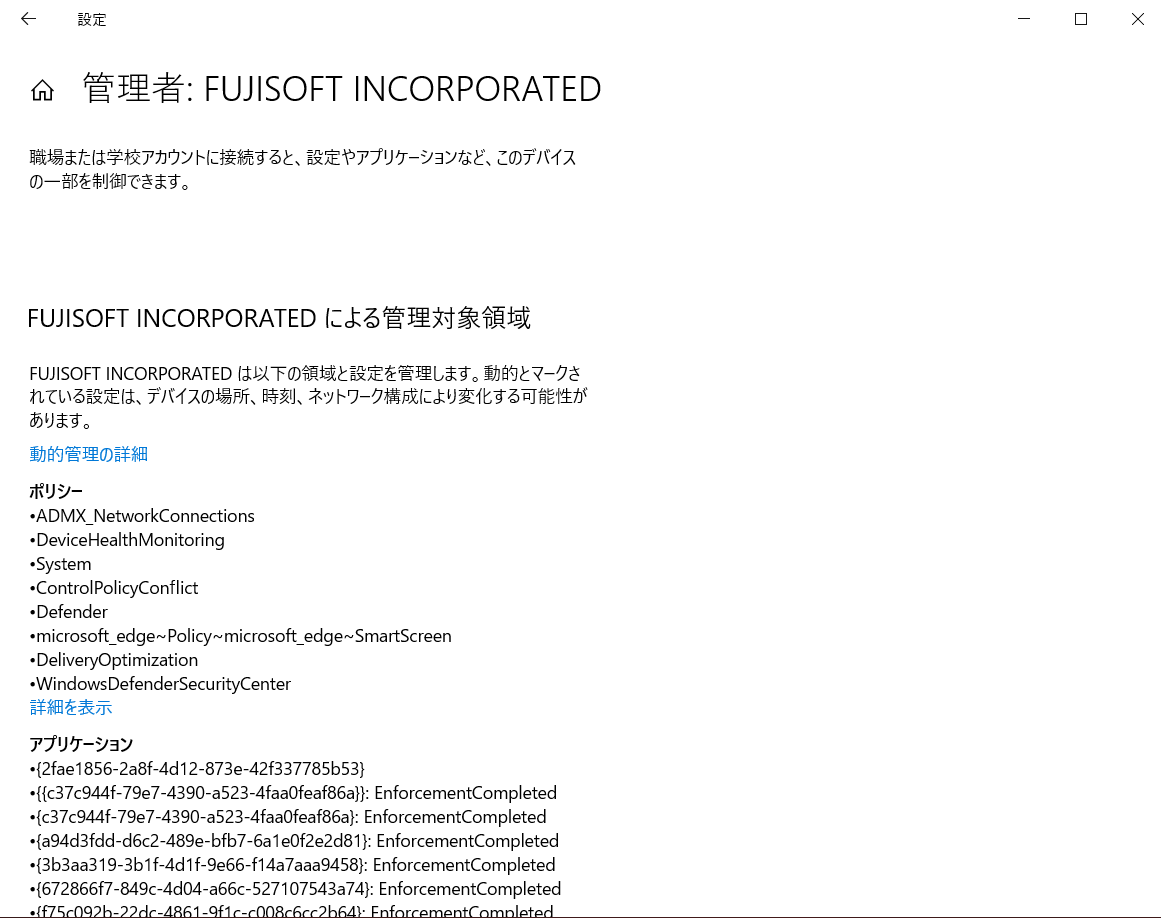 設定
管理者: FUJISOFT INCORPORATED
職場または学校アカウントに接続すると、設定やアプリケーションなど、このデバイス
の一部を制御できます。
FUJISOFT INCORPORATED による管理対象領域
FUJISOFT INCORPORATED は以下の領域と設定を管理します。動的とマークさ
れている設定は、デバイスの場所、時刻、ネットワーク構成により変化する可能性が
あります。
動的管理の詳細
ポリシー
•ADMX_NetworkConnections
•DeviceHealthMonitoring
•System
•ControlPolicyConflict
•Defender
•microsoft_edge~Policy~microsoft_edge~SmartScreen
•DeliveryOptimization
•WindowsDefenderSecurityCenter
詳細を表示
アプリケーション
•{2fae1856-2a8f-4d12-873e-42f337785b53}
•{{c37c944f-79e7-4390-a523-4faa0feaf86a}}: EnforcementCompleted
•{c37c944f-79e7-4390-a523-4faa0feaf86a}: EnforcementCompleted
•{a94d3fdd-d6c2-489e-bfb7-6a1e0f2e2d81}: EnforcementCompleted
•{3b3aa319-3b1f-4d1f-9e66-f14a7aaa9458}: EnforcementCompleted
•{672866f7-849c-4d04-a66c-527107543a74}: EnforcementCompleted
•{f75c092b-22dc-4861-9f1c-c008c6cc2b64}: EnforcementCompleted